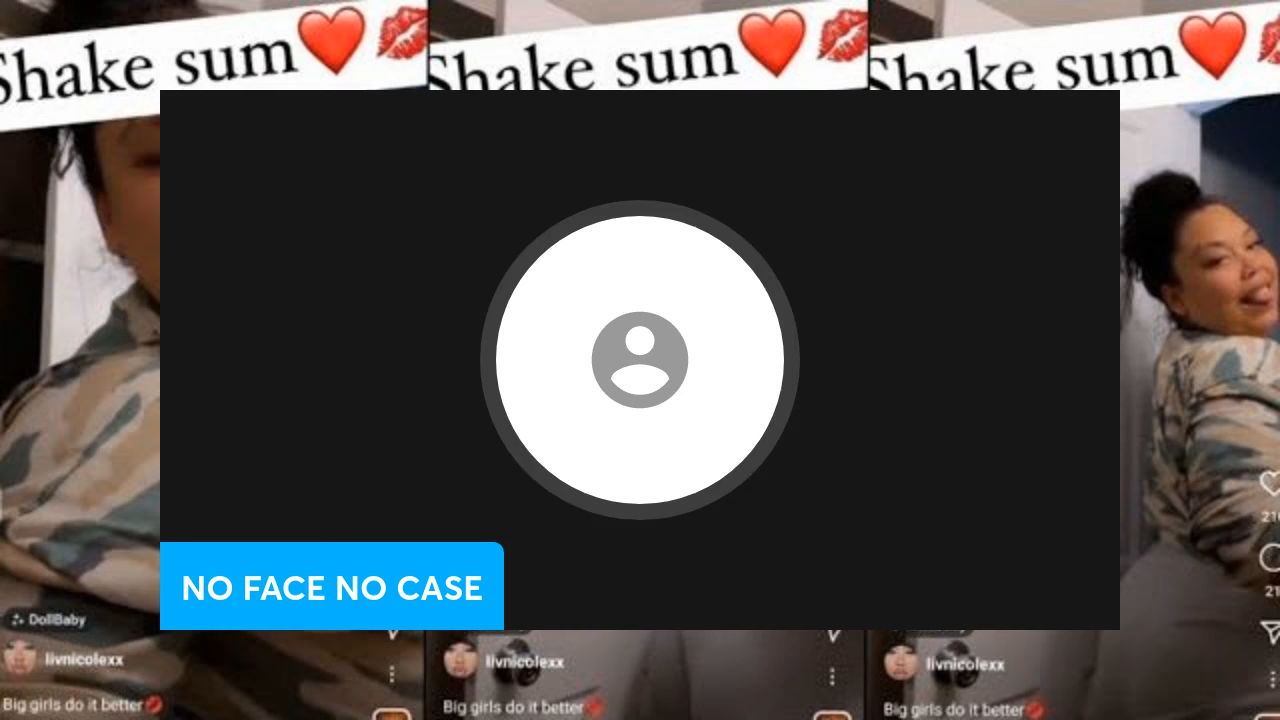 Shake sum❤️💋
Shake sum❤️💋
Shake sum❤️
NO FACE NO CASE
DollBaby
livnicolexx
livnicolexx
livnicolexx
Big girls do it better💋
Big girls do it better💋
Big girls do it better💋